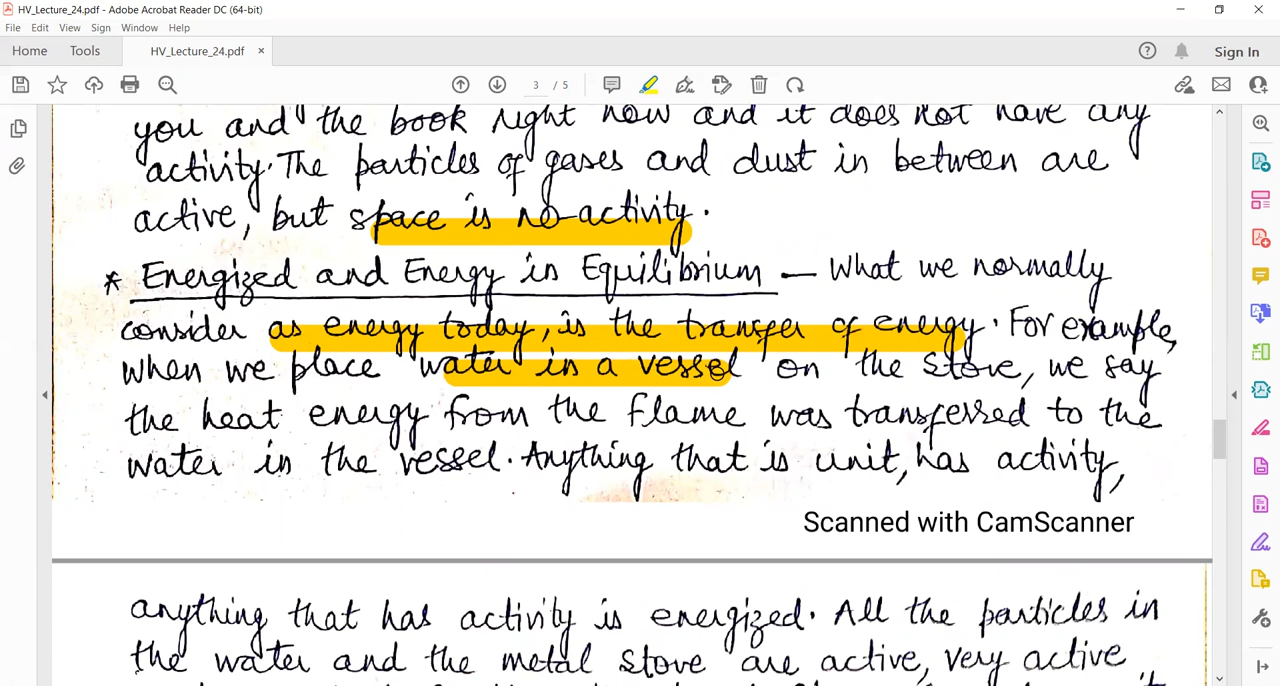 HV_Lecture_24.pdf - Adobe Acrobat Reader DC (64-bit)
File Edit View Sign Window Help
Home Tools HV_Lecture_24.pdf × Sign In
3 / 5
you and the book right now and it does not have any
activity. The particles of gases and dust in between are
active, but space is no-activity.
* Energized and Energy in Equilibrium — What we normally
consider as energy today, is the transfer of energy. For example,
when we place water in a vessel on the stove, we say
the heat energy from the flame was transferred to the
water in the vessel. Anything that is unit, has activity,
Scanned with CamScanner
anything that has activity is energized. All the particles in
the water and the metal stove are active, very active